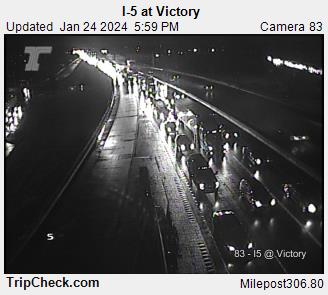 I-5 at Victory
Updated Jan 24 2024 5:59 PM Camera 83
T
S
83 - I5 @ Victory
TripCheck.com Milepost306.80